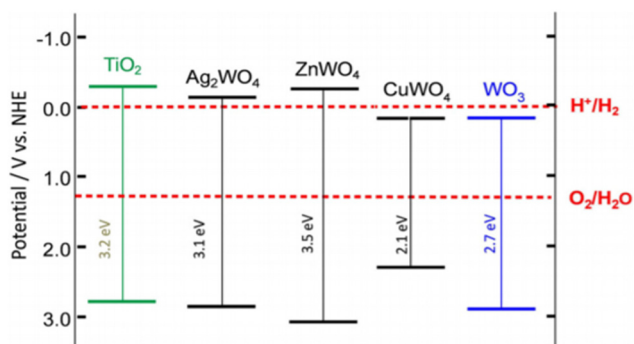 Potential / V vs. NHE
-1.0
0.0
1.0
2.0
3.0
TiO₂
Ag₂WO₄
ZnWO₄
CuWO₄
WO₃
H⁺/H₂
O₂/H₂O
3.2 eV
3.1 eV
3.5 eV
2.1 eV
2.7 eV